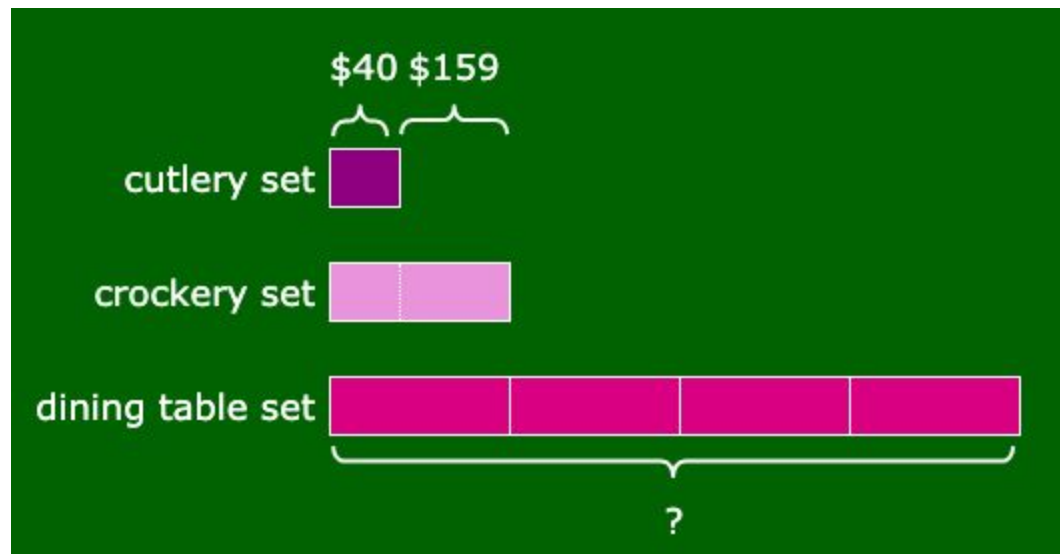 $40 $159
cutlery set
crockery set
dining table set
?